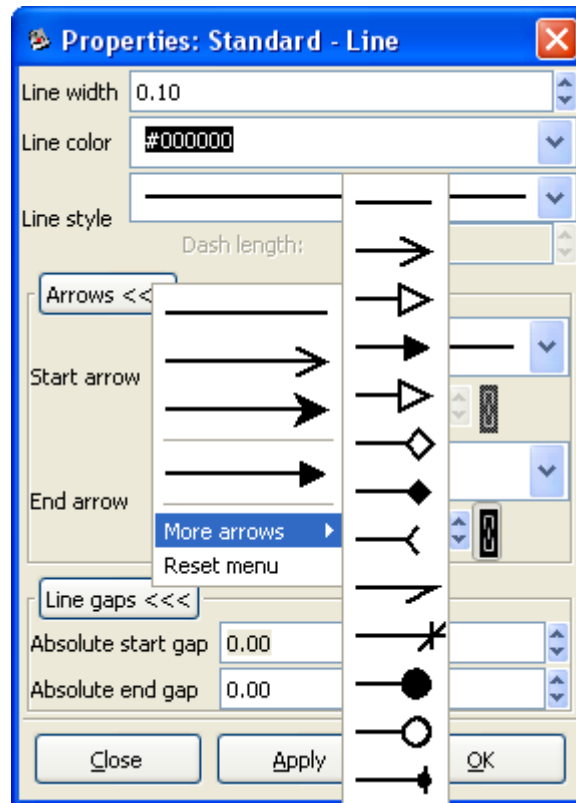 Properties: Standard - Line
Line width 0.10
Line color #000000
Line style
Dash length:
Arrows <<
Start arrow
End arrow
More arrows
Reset menu
Line gaps <<<
Absolute start gap 0.00
Absolute end gap 0.00
Close Apply OK